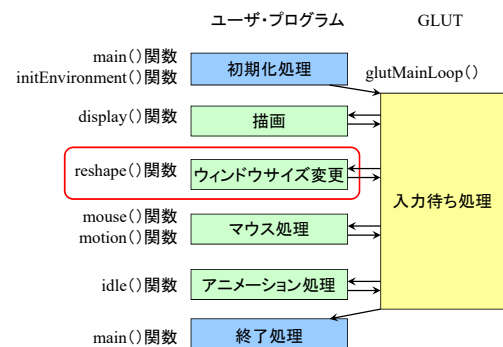 ユーザ・プログラム GLUT
main()関数
initEnvironment()関数
初期化処理
glutMainLoop()
display()関数
描画
reshape()関数
ウィンドウサイズ変更
入力待ち処理
mouse()関数
motion()関数
マウス処理
idle()関数
アニメーション処理
main()関数
終了処理